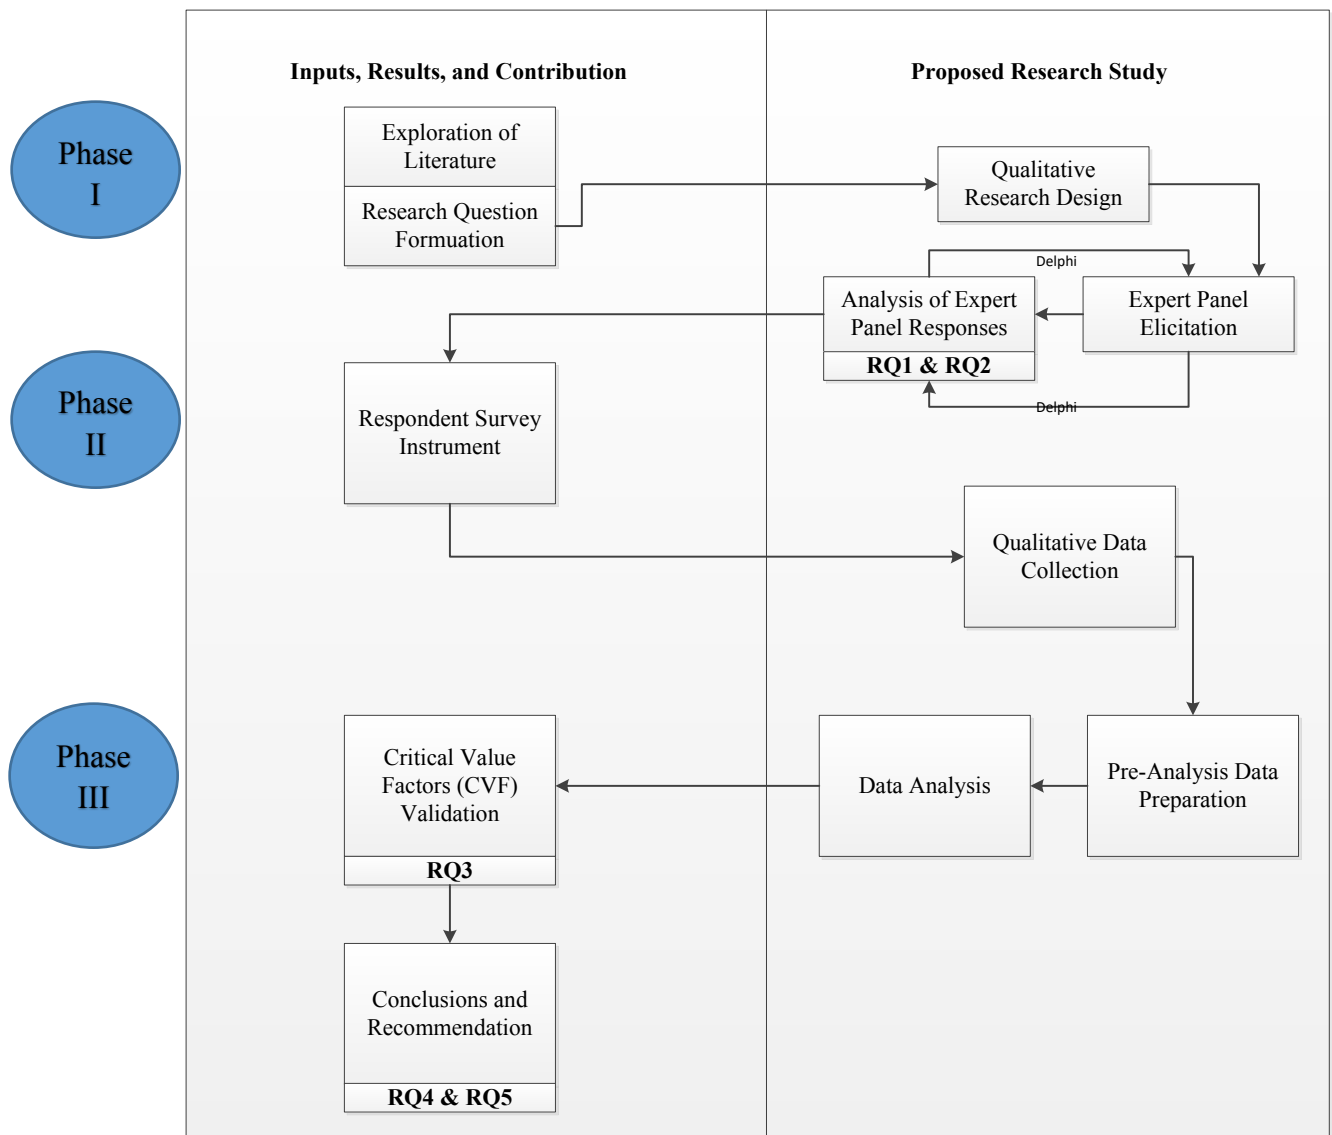 Inputs, Results, and Contribution
Proposed Research Study
Phase
I
Exploration of
Literature
Research Question
Formuation
Qualitative
Research Design
Delphi
Analysis of Expert
Panel Responses
RQ1 & RQ2
Expert Panel
Elicitation
Delphi
Phase
II
Respondent Survey
Instrument
Qualitative Data
Collection
Phase
III
Critical Value
Factors (CVF)
Validation
RQ3
Data Analysis
Pre-Analysis Data
Preparation
Conclusions and
Recommendation
RQ4 & RQ5